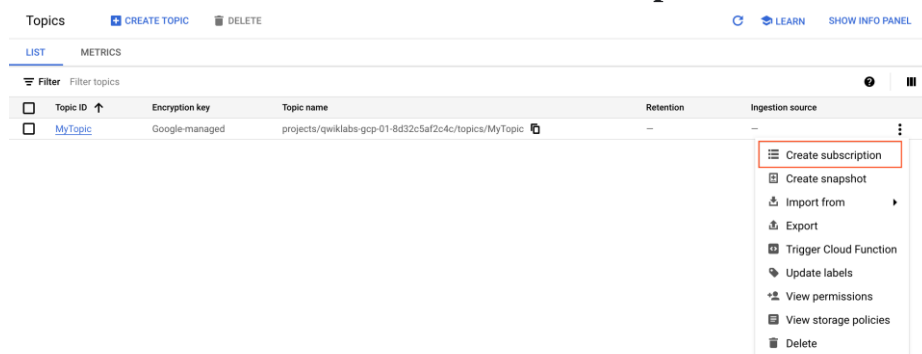 Topics CREATE TOPIC DELETE LEARN SHOW INFO PANEL
LIST METRICS
Filter Filter topics
Topic ID Encryption key Topic name Retention Ingestion source
MyTopic Google-managed projects/qwiklabs-gcp-01-8d32c5af2c4c/topics/MyTopic — —
Create subscription
Create snapshot
Import from
Export
Trigger Cloud Function
Update labels
View permissions
View storage policies
Delete